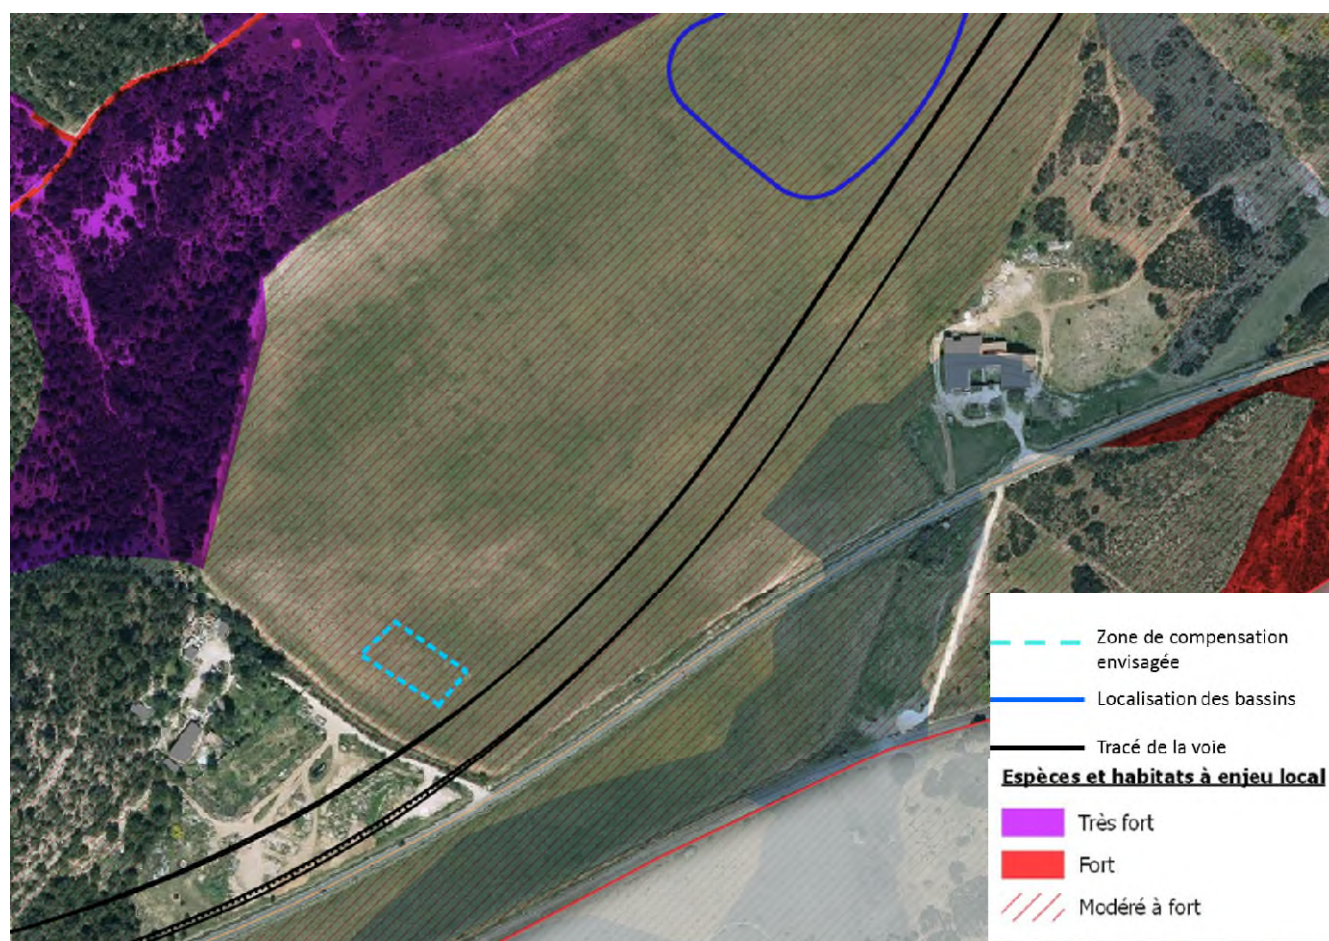 Zone de compensation
envisagée
Localisation des bassins
Tracé de la voie
Espèces et habitats à enjeu local
Très fort
Fort
Modéré à fort